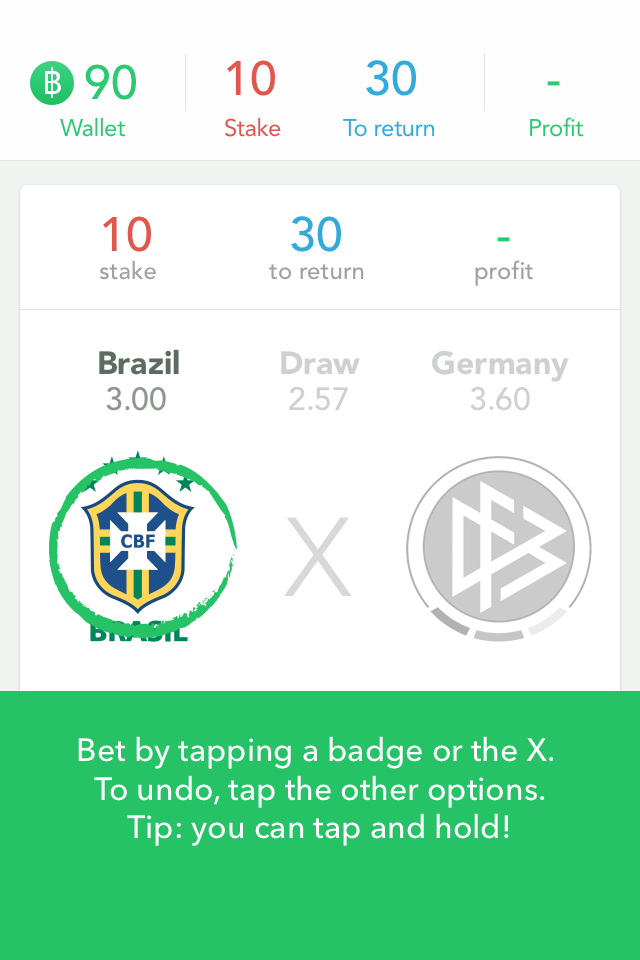 ฿ 90 10 30 -
Wallet Stake To return Profit
10 30 -
stake to return profit
Brazil Draw Germany
3.00 2.57 3.60
CBF
X
BRASIL
Bet by tapping a badge or the X.
To undo, tap the other options.
Tip: you can tap and hold!